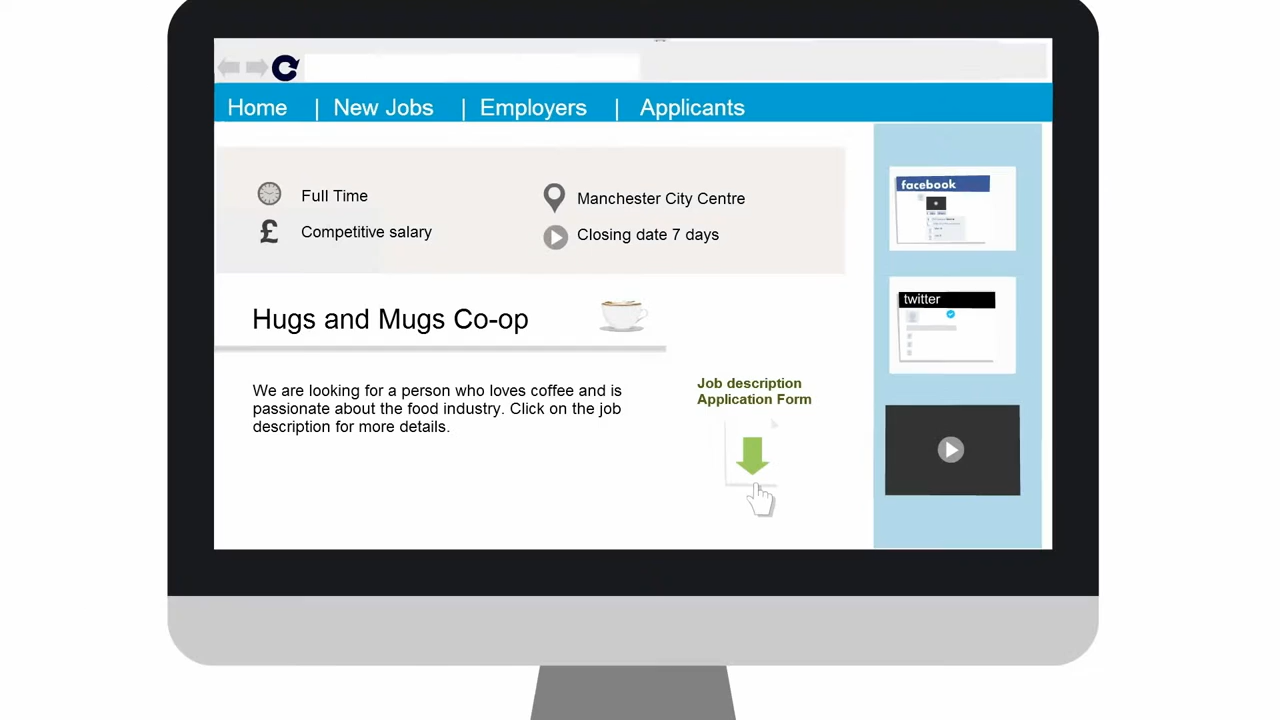 Home | New Jobs | Employers | Applicants
Full Time
Manchester City Centre
£ Competitive salary
Closing date 7 days
Hugs and Mugs Co-op
We are looking for a person who loves coffee and is
passionate about the food industry. Click on the job
description for more details.
Job description
Application Form
facebook
twitter